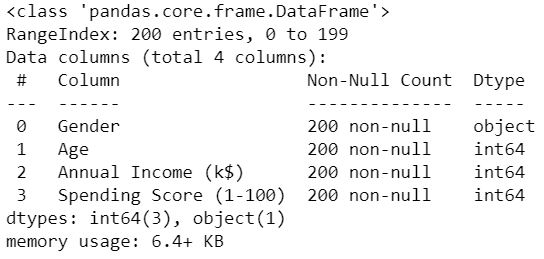 <class 'pandas.core.frame.DataFrame'>
RangeIndex: 200 entries, 0 to 199
Data columns (total 4 columns):
 #   Column                  Non-Null Count  Dtype
---  ------                  --------------  -----
 0   Gender                  200 non-null    object
 1   Age                     200 non-null    int64
 2   Annual Income (k$)      200 non-null    int64
 3   Spending Score (1-100)  200 non-null    int64
dtypes: int64(3), object(1)
memory usage: 6.4+ KB